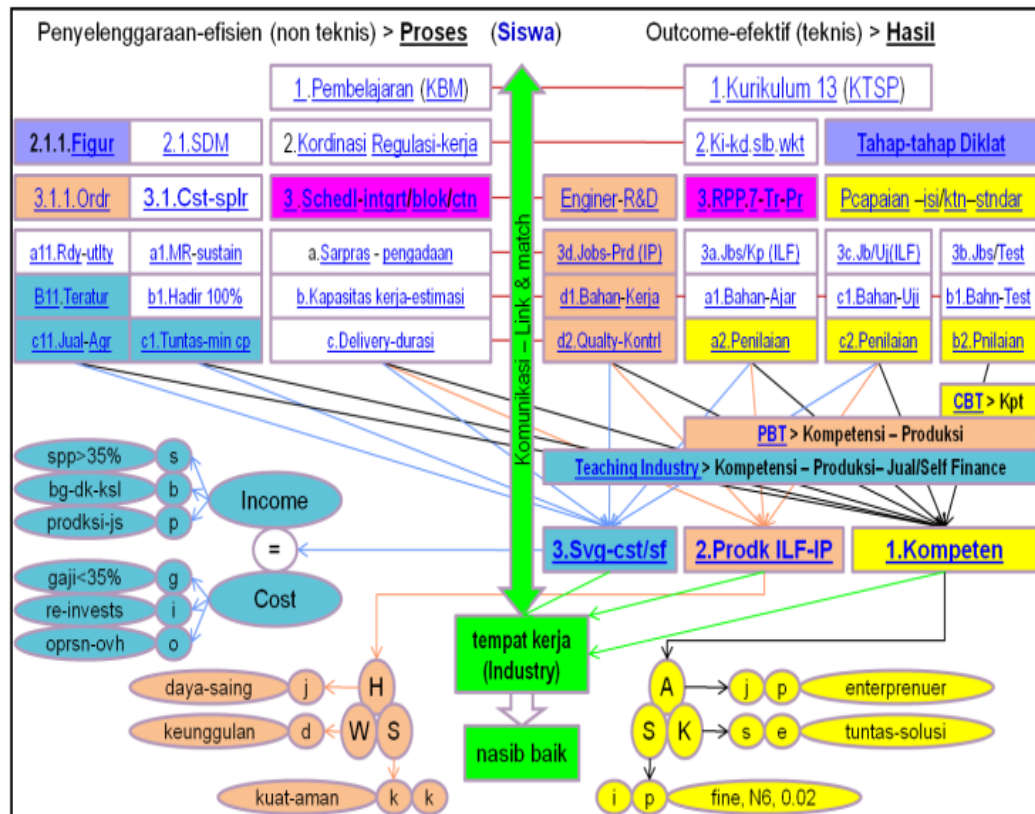 Penyelenggaraan-efisien (non teknis) > Proses (Siswa) Outcome-efektif (teknis) > Hasil
1.Pembelajaran (KBM)
1.Kurikulum 13 (KTSP)
2.1.1.Figur
2.1.SDM
2.Kordinasi Regulasi-kerja
2.Ki-kd.slb.wkt
Tahap-tahap Diklat
3.1.1.Ordr
3.1.Cst-splr
3.Schedl-intgrt/blok/ctn
Enginer-R&D
3.RPP.7-Tr-Pr
Pcapaian –isi/ktn–stndar
a11.Rdy-utlty
a1.MR-sustain
a.Sarpras - pengadaan
3d.Jobs-Prd (IP)
3a.Jbs/Kp (ILF)
3c.Jb/Uj(ILF)
3b.Jbs/Test
B11.Teratur
b1.Hadir 100%
b.Kapasitas kerja-estimasi
d1.Bahan-Kerja
a1.Bahan-Ajar
c1.Bahan-Uji
b1.Bahn-Test
c11.Jual-Agr
c1.Tuntas-min cp
c.Delivery-durasi
d2.Qualty-Kontrl
a2.Penilaian
c2.Penilaian
b2.Pnilaian
Komunikasi – Link & match
CBT > Kpt
PBT > Kompetensi – Produksi
Teaching Industry > Kompetensi – Produksi– Jual/Self Finance
spp>35%
s
bg-dk-ksl
b
prodksi-js
p
Income
=
Cost
gaji<35%
g
re-invests
i
oprsn-ovh
o
3.Svg-cst/sf
2.Prodk ILF-IP
1.Kompeten
tempat kerja
(Industry)
nasib baik
daya-saing
j
H
keunggulan
d
W
S
kuat-aman
k
k
A
j
p
enterprenuer
S
K
s
e
tuntas-solusi
i
p
fine, N6, 0.02